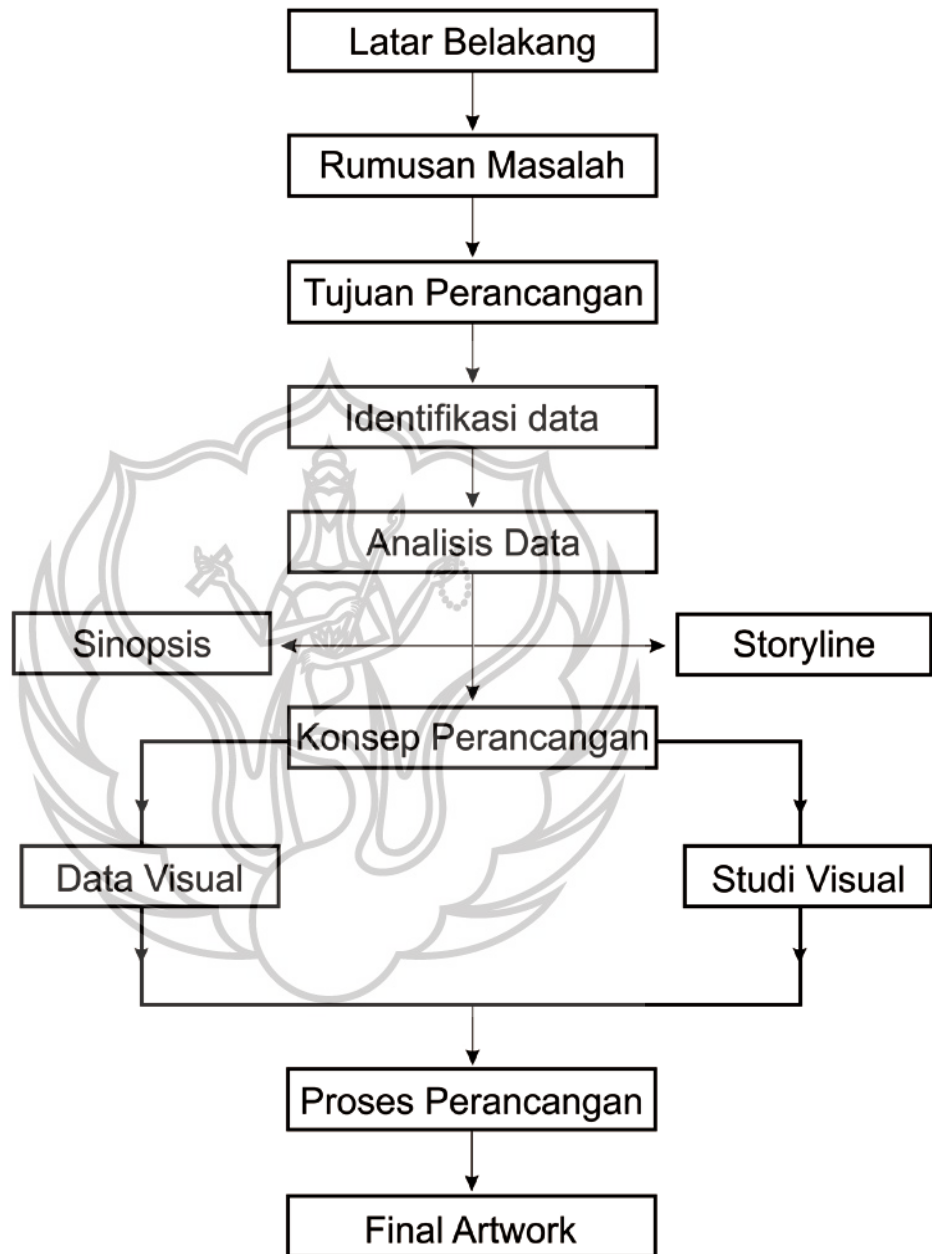 Latar Belakang
Rumusan Masalah
Tujuan Perancangan
Identifikasi data
Analisis Data
Sinopsis
Storyline
Konsep Perancangan
Data Visual
Studi Visual
Proses Perancangan
Final Artwork